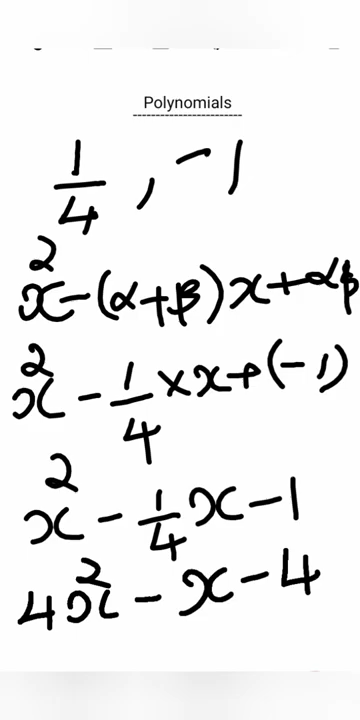 Polynomials
1/4 , -1
x² - (α+β)x + αβ
x² - 1/4 × x + (-1)
x² - 1/4 x - 1
4x² - x - 4